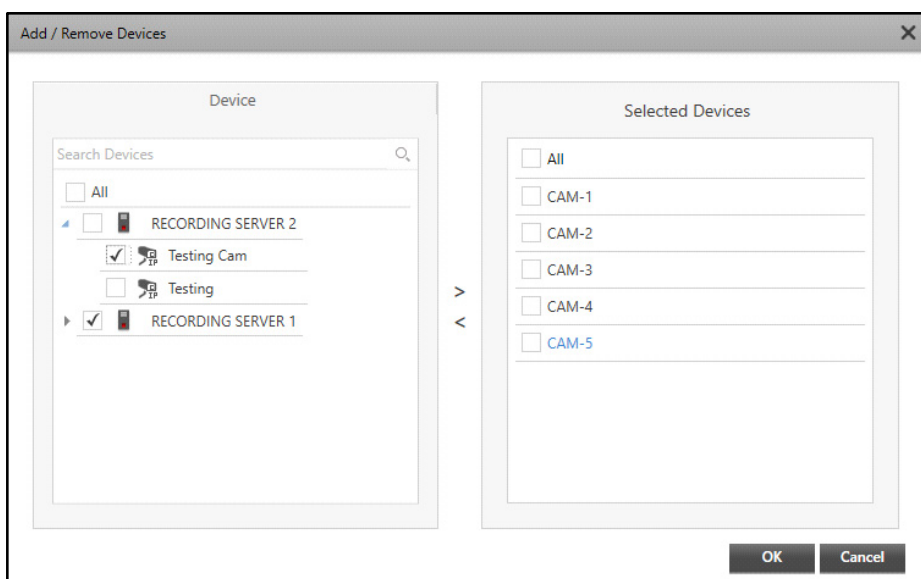 Add / Remove Devices
Device
Search Devices
All
RECORDING SERVER 2
Testing Cam
Testing
RECORDING SERVER 1
>
<
Selected Devices
All
CAM-1
CAM-2
CAM-3
CAM-4
CAM-5
OK
Cancel